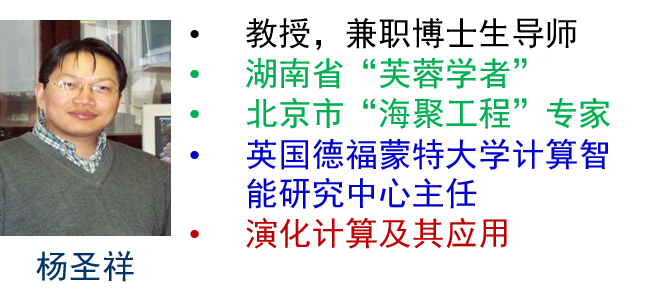 • 教授，兼职博士生导师
• 湖南省“芙蓉学者”
• 北京市“海聚工程”专家
• 英国德福蒙特大学计算智
能研究中心主任
• 演化计算及其应用
杨圣祥